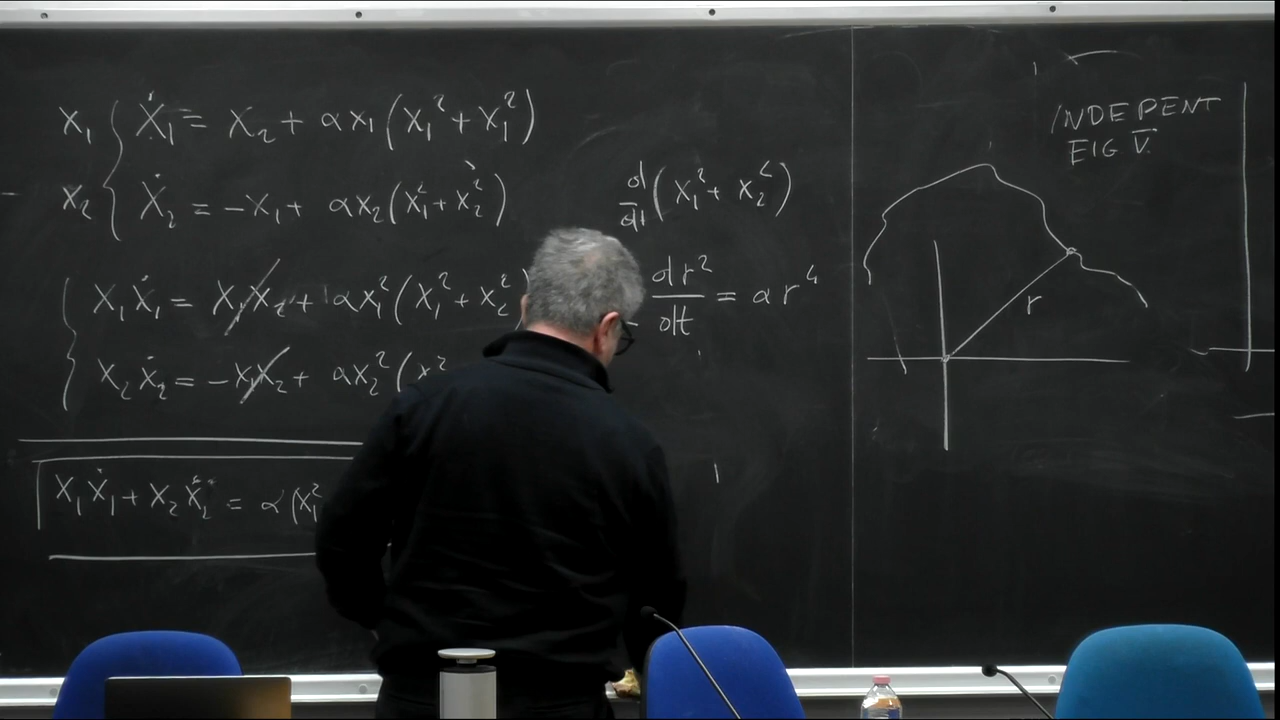 x₁ { ẋ₁ = x₂ + αx₁(x₁² + x₁²)
x₂ { ẋ₂ = -x₁ + αx₂(x₁² + x₂²)
d/dt (x₁² + x₂²)
{ x₁ẋ₁ = x₁x₂ + αx₁²(x₁² + x₂²
dr²/dt = αr⁴
x₂ẋ₂ = -x₁x₂ + αx₂²(x²
x₁ẋ₁ + x₂ẋ₂ = α(x₁²
INDEPENT
EIG V.
r